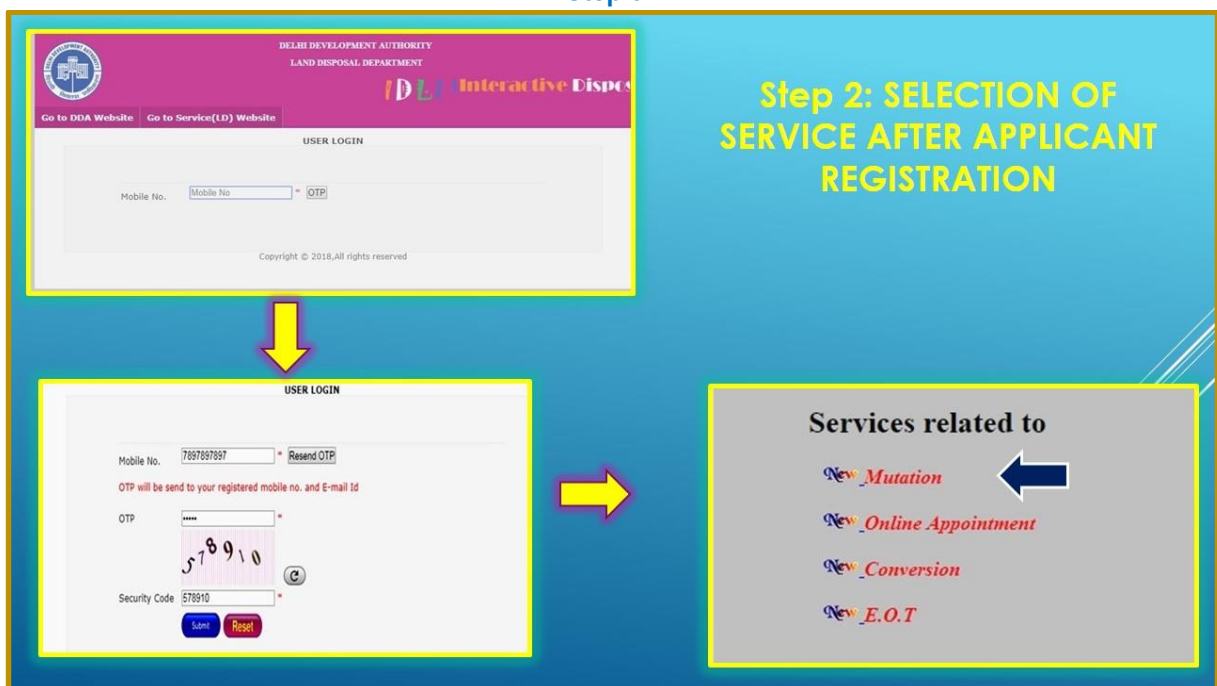 DELHI DEVELOPMENT AUTHORITY
LAND DISPOSAL DEPARTMENT
IDLI Interactive Dispos
Go to DDA Website Go to Service(LD) Website
USER LOGIN
Mobile No. Mobile No * OTP
Copyright © 2018,All rights reserved
Step 2: SELECTION OF
SERVICE AFTER APPLICANT
REGISTRATION
USER LOGIN
Mobile No. 7897897897 * Resend OTP
OTP will be send to your registered mobile no. and E-mail Id
OTP ••••• *
578910
Security Code 578910 *
Submit Reset
Services related to
New Mutation
New Online Appointment
New Conversion
New E.O.T